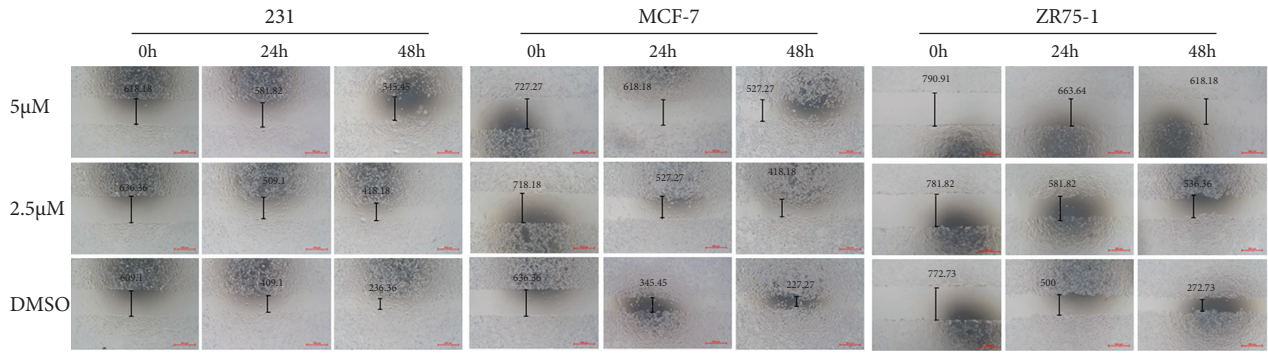 231 MCF-7 ZR75-1
0h 24h 48h 0h 24h 48h 0h 24h 48h
5μM 618.18 581.82 545.45 727.27 618.18 527.27 790.91 663.64 618.18
2.5μM 636.36 509.1 418.18 718.18 527.27 418.18 781.82 581.82 536.36
DMSO 609.1 409.1 236.36 636.36 345.45 227.27 772.73 500 272.73